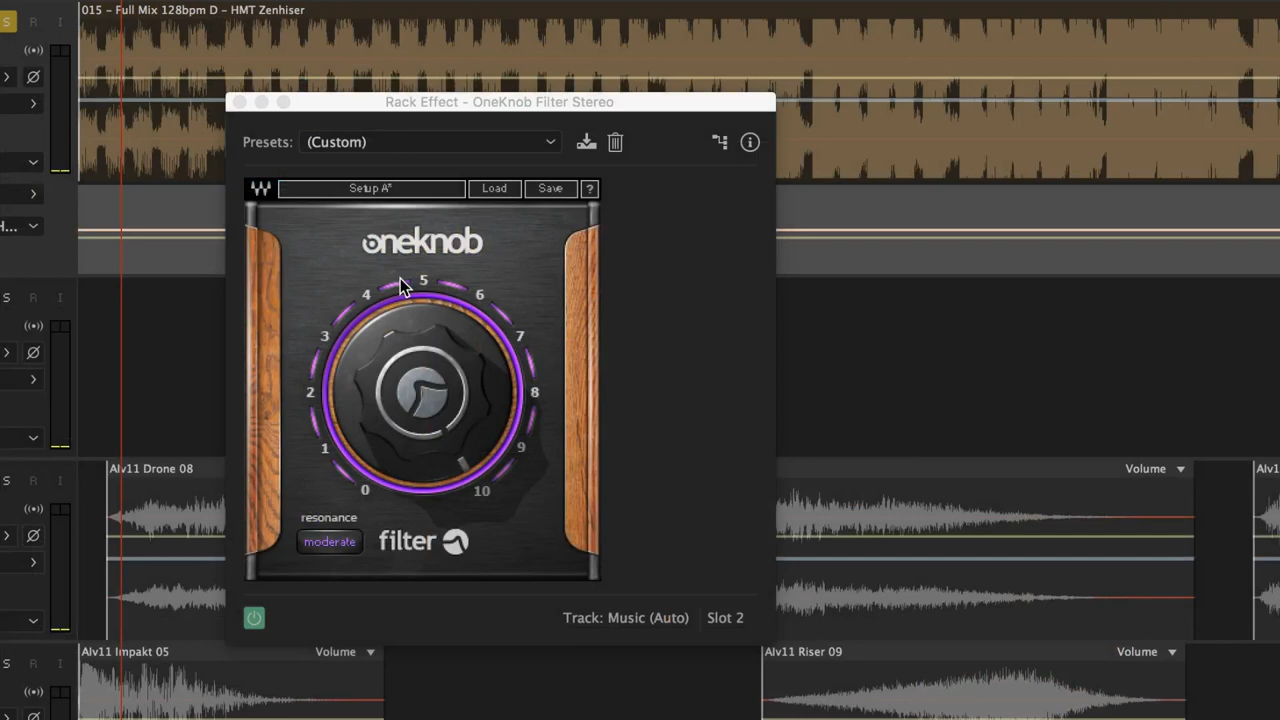 S R I
015 - Full Mix 128bpm D - HMT Zenhiser
Rack Effect - OneKnob Filter Stereo
Presets: (Custom)
Setup A* Load Save ?
oneknob
0 1 2 3 4 5 6 7 8 9 10
resonance
moderate
filter
Track: Music (Auto) Slot 2
H...
S R I
Alv11 Drone 08
Volume
Alv1
S R I
Alv11 Impakt 05 Volume
Alv11 Riser 09 Volume
S R I